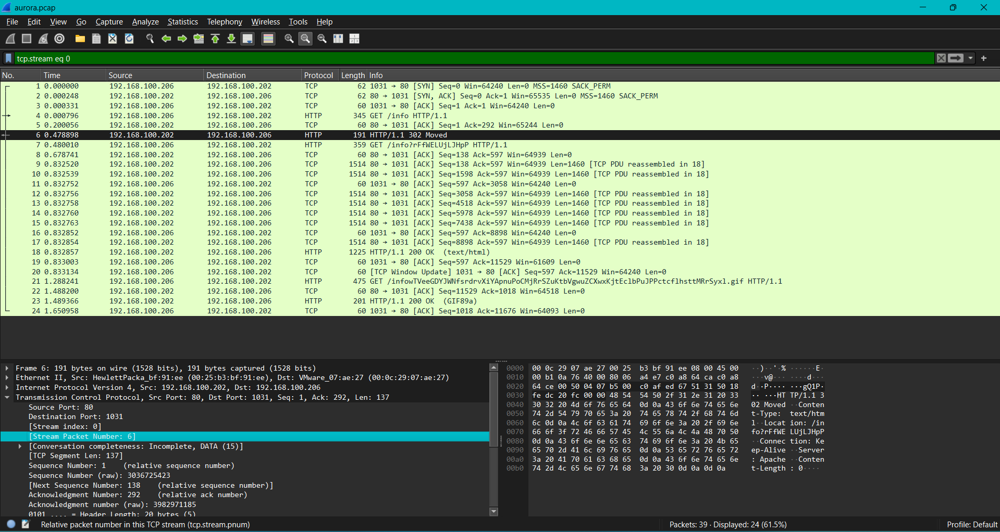 aurora.pcap
File Edit View Go Capture Analyze Statistics Telephony Wireless Tools Help
tcp.stream eq 0
No. Time Source Destination Protocol Length Info
1 0.000000 192.168.100.206 192.168.100.202 TCP 62 1031 → 80 [SYN] Seq=0 Win=64240 Len=0 MSS=1460 SACK_PERM
2 0.000248 192.168.100.202 192.168.100.206 TCP 62 80 → 1031 [SYN, ACK] Seq=0 Ack=1 Win=65535 Len=0 MSS=1460 SACK_PERM
3 0.000331 192.168.100.206 192.168.100.202 TCP 60 1031 → 80 [ACK] Seq=1 Ack=1 Win=64240 Len=0
4 0.000796 192.168.100.206 192.168.100.202 HTTP 345 GET /info HTTP/1.1
5 0.200056 192.168.100.202 192.168.100.206 TCP 60 80 → 1031 [ACK] Seq=1 Ack=292 Win=65244 Len=0
6 0.478898 192.168.100.202 192.168.100.206 HTTP 191 HTTP/1.1 302 Moved
7 0.480010 192.168.100.206 192.168.100.202 HTTP 359 GET /info?rFfWELUjLJHpP HTTP/1.1
8 0.678741 192.168.100.202 192.168.100.206 TCP 60 80 → 1031 [ACK] Seq=138 Ack=597 Win=64939 Len=0
9 0.832520 192.168.100.202 192.168.100.206 TCP 1514 80 → 1031 [ACK] Seq=138 Ack=597 Win=64939 Len=1460 [TCP PDU reassembled in 18]
10 0.832539 192.168.100.202 192.168.100.206 TCP 1514 80 → 1031 [ACK] Seq=1598 Ack=597 Win=64939 Len=1460 [TCP PDU reassembled in 18]
11 0.832752 192.168.100.206 192.168.100.202 TCP 60 1031 → 80 [ACK] Seq=597 Ack=3058 Win=64240 Len=0
12 0.832756 192.168.100.202 192.168.100.206 TCP 1514 80 → 1031 [ACK] Seq=3058 Ack=597 Win=64939 Len=1460 [TCP PDU reassembled in 18]
13 0.832758 192.168.100.202 192.168.100.206 TCP 1514 80 → 1031 [ACK] Seq=4518 Ack=597 Win=64939 Len=1460 [TCP PDU reassembled in 18]
14 0.832760 192.168.100.202 192.168.100.206 TCP 1514 80 → 1031 [ACK] Seq=5978 Ack=597 Win=64939 Len=1460 [TCP PDU reassembled in 18]
15 0.832763 192.168.100.202 192.168.100.206 TCP 1514 80 → 1031 [ACK] Seq=7438 Ack=597 Win=64939 Len=1460 [TCP PDU reassembled in 18]
16 0.832852 192.168.100.206 192.168.100.202 TCP 60 1031 → 80 [ACK] Seq=597 Ack=8898 Win=64240 Len=0
17 0.832854 192.168.100.202 192.168.100.206 TCP 1514 80 → 1031 [ACK] Seq=8898 Ack=597 Win=64939 Len=1460 [TCP PDU reassembled in 18]
18 0.832857 192.168.100.202 192.168.100.206 HTTP 1225 HTTP/1.1 200 OK  (text/html)
19 0.833003 192.168.100.206 192.168.100.202 TCP 60 1031 → 80 [ACK] Seq=597 Ack=11529 Win=61609 Len=0
20 0.833134 192.168.100.206 192.168.100.202 TCP 60 [TCP Window Update] 1031 → 80 [ACK] Seq=597 Ack=11529 Win=64240 Len=0
21 1.288241 192.168.100.206 192.168.100.202 HTTP 475 GET /infowTVeeGDYJWNfsrdrvXiYApnuPoCMjRrSZuKtbVgwuZCXwxKjtEclbPuJPPctcflhsttMRrSyxl.gif HTTP/1.1
22 1.488200 192.168.100.202 192.168.100.206 TCP 60 80 → 1031 [ACK] Seq=11529 Ack=1018 Win=64518 Len=0
23 1.489366 192.168.100.202 192.168.100.206 HTTP 201 HTTP/1.1 200 OK  (GIF89a)
24 1.650958 192.168.100.206 192.168.100.202 TCP 60 1031 → 80 [ACK] Seq=1018 Ack=11676 Win=64093 Len=0
Frame 6: 191 bytes on wire (1528 bits), 191 bytes captured (1528 bits)
Ethernet II, Src: HewlettPacka_bf:91:ee (00:25:b3:bf:91:ee), Dst: VMware_07:ae:27 (00:0c:29:07:ae:27)
Internet Protocol Version 4, Src: 192.168.100.202, Dst: 192.168.100.206
Transmission Control Protocol, Src Port: 80, Dst Port: 1031, Seq: 1, Ack: 292, Len: 137
Source Port: 80
Destination Port: 1031
[Stream index: 0]
[Stream Packet Number: 6]
[Conversation completeness: Incomplete, DATA (15)]
[TCP Segment Len: 137]
Sequence Number: 1    (relative sequence number)
Sequence Number (raw): 3036725423
[Next Sequence Number: 138    (relative sequence number)]
Acknowledgment Number: 292    (relative ack number)
Acknowledgment number (raw): 3982971185
0101 .... = Header Length: 20 bytes (5)
0000 00 0c 29 07 ae 27 00 25 b3 bf 91 ee 08 00 45 00 ··)··'·% ······E·
0010 00 b1 0a 76 40 00 80 06 a4 e7 c0 a8 64 ca c0 a8 ···v@··· ····d···
0020 64 ce 00 50 04 07 b5 00 c0 af ed 67 51 31 50 18 d··P···· ···gQ1P·
0030 fe dc 20 fc 00 00 48 54 54 50 2f 31 2e 31 20 33 ·· ···HT TP/1.1 3
0040 30 32 20 4d 6f 76 65 64 0d 0a 43 6f 6e 74 65 6e 02 Moved ··Conten
0050 74 2d 54 79 70 65 3a 20 74 65 78 74 2f 68 74 6d t-Type:  text/htm
0060 6c 0d 0a 4c 6f 63 61 74 69 6f 6e 3a 20 2f 69 6e l··Locat ion: /in
0070 66 6f 3f 72 46 66 57 45 4c 55 6a 4c 4a 48 70 50 fo?rFfWE LUjLJHpP
0080 0d 0a 43 6f 6e 6e 65 63 74 69 6f 6e 3a 20 4b 65 ··Connec tion: Ke
0090 65 70 2d 41 6c 69 76 65 0d 0a 53 65 72 76 65 72 ep-Alive ··Server
00a0 3a 20 41 70 61 63 68 65 0d 0a 43 6f 6e 74 65 6e : Apache ··Conten
00b0 74 2d 4c 65 6e 67 74 68 3a 20 30 0d 0a 0d 0a t-Length : 0····
Relative packet number in this TCP stream (tcp.stream.pnum)
Packets: 39 · Displayed: 24 (61.5%)
Profile: Default